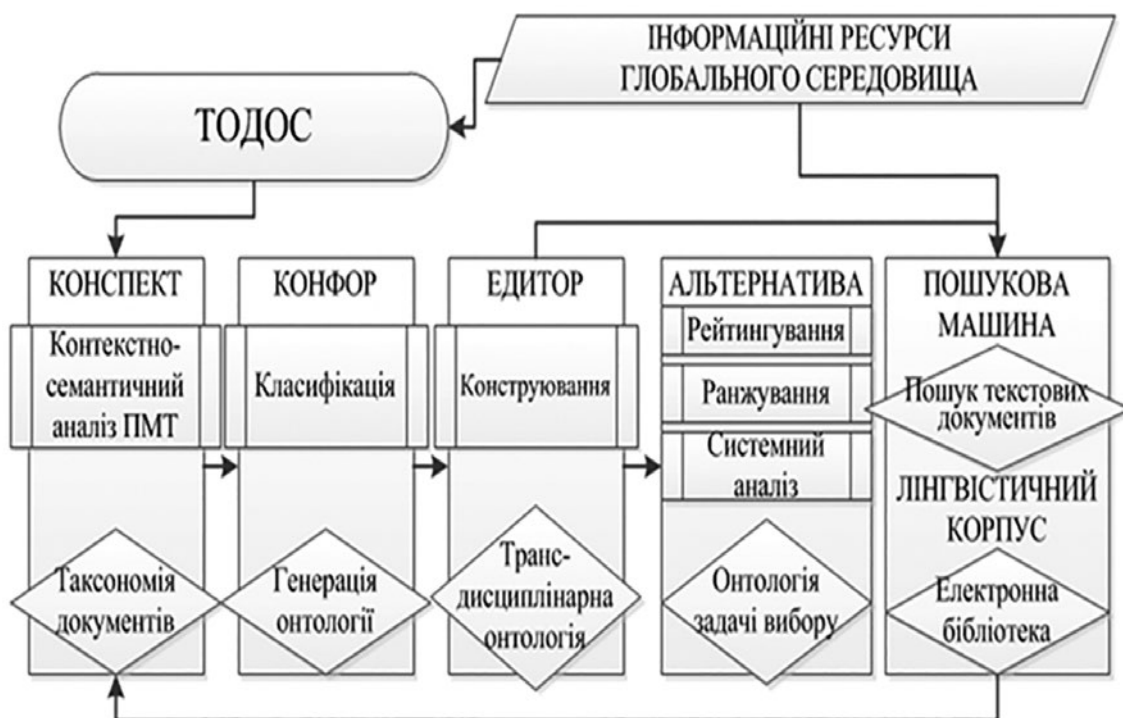 ІНФОРМАЦІЙНІ РЕСУРСИ
ГЛОБАЛЬНОГО СЕРЕДОВИЩА
ТОДОС
КОНСПЕКТ
Контекстно-
семантичний
аналіз ПМТ
Таксономія
документів
КОНФОР
Класифікація
Генерація
онтології
ЕДИТОР
Конструювання
Транс-
дисциплінарна
онтологія
АЛЬТЕРНАТИВА
Рейтингування
Ранжування
Системний
аналіз
Онтологія
задачі вибору
ПОШУКОВА
МАШИНА
Пошук текстових
документів
ЛІНГВІСТИЧНИЙ
КОРПУС
Електронна
бібліотека